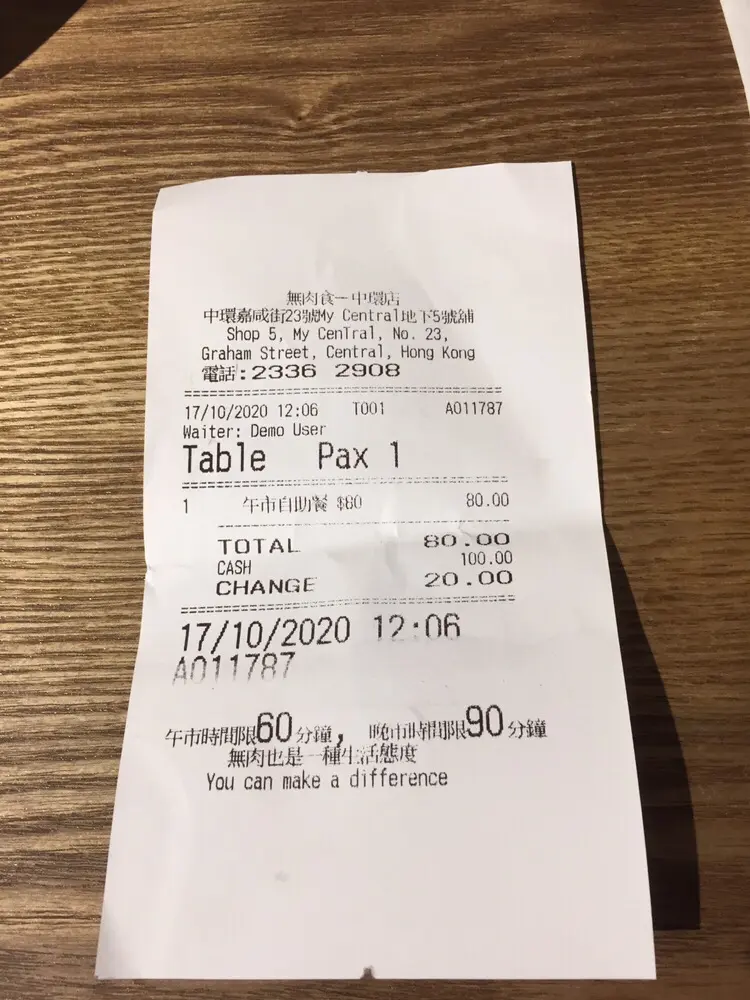 無肉食－中環店
中環嘉咸街23號My Central地下5號舖
Shop 5, My Central, No. 23,
Graham Street, Central, Hong Kong
電話:2336 2908
17/10/2020 12:06 T001 A011787
Waiter: Demo User
Table Pax 1
1 午市自助餐 $80 80.00
TOTAL 80.00
CASH 100.00
CHANGE 20.00
17/10/2020 12:06
A011787
午市時間限60分鐘, 晚市時間限90分鐘
無肉也是一種生活態度
You can make a difference